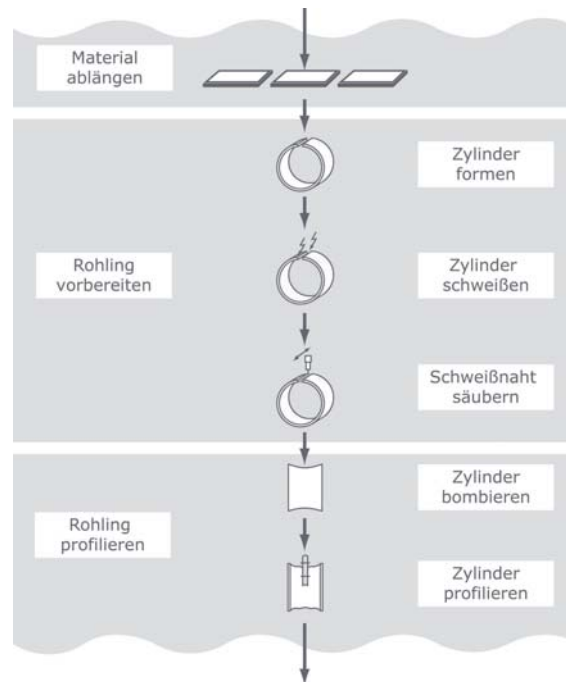 Material
ablängen
Zylinder
formen
Rohling
vorbereiten
Zylinder
schweißen
Schweißnaht
säubern
Zylinder
bombieren
Rohling
profilieren
Zylinder
profilieren